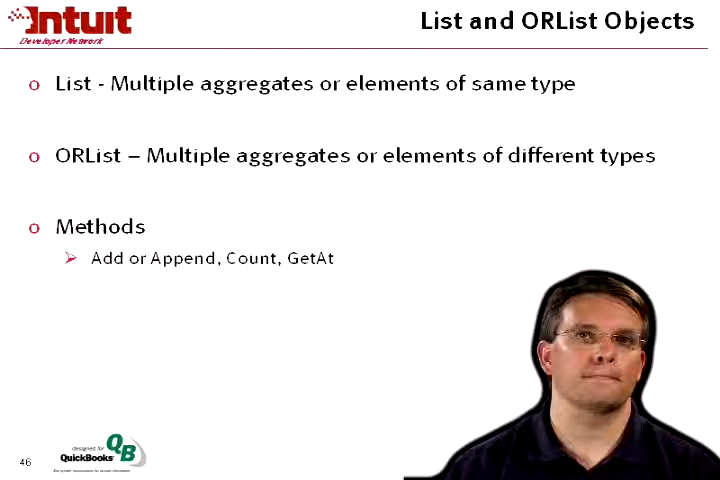 Intuit
Developer Network
List and ORList Objects
o List - Multiple aggregates or elements of same type
o ORList – Multiple aggregates or elements of different types
o Methods
➢ Add or Append, Count, GetAt
designed for
QuickBooks
QB
46